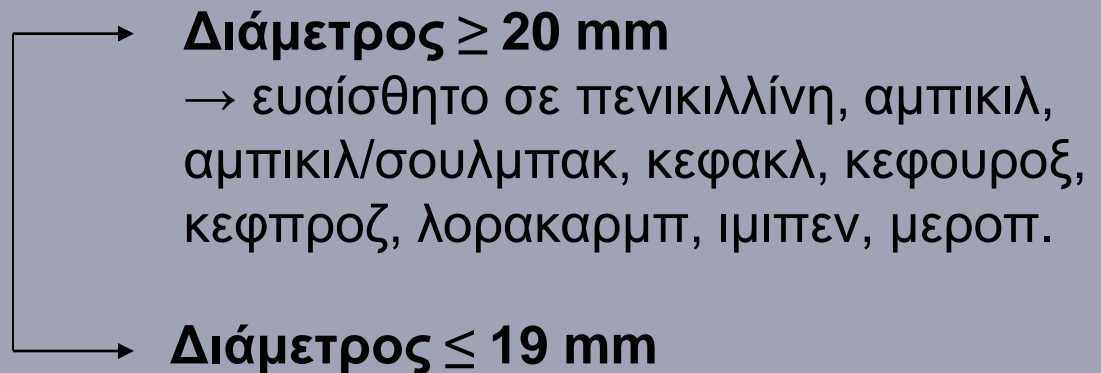 Διάμετρος ≥ 20 mm
→ ευαίσθητο σε πενικιλλίνη, αμπικιλ,
αμπικιλ/σουλμπακ, κεφακλ, κεφουροξ,
κεφπροζ, λορακαρμπ, ιμιπεν, μεροπ.
Διάμετρος ≤ 19 mm